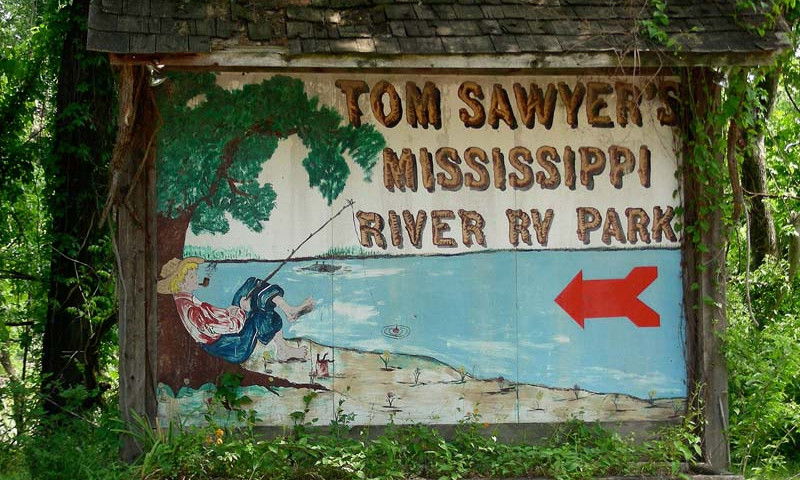 TOM SAWYER'S
MISSISSIPPI
RIVER RV PARK